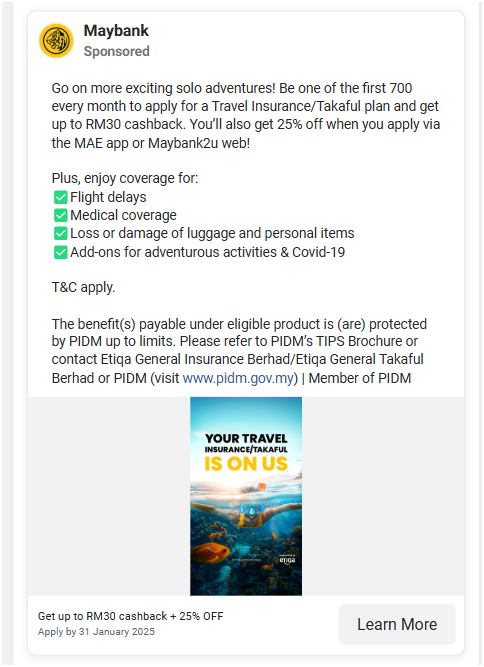 Maybank
Sponsored
Go on more exciting solo adventures! Be one of the first 700
every month to apply for a Travel Insurance/Takaful plan and get
up to RM30 cashback. You’ll also get 25% off when you apply via
the MAE app or Maybank2u web!
Plus, enjoy coverage for:
✅Flight delays
✅Medical coverage
✅Loss or damage of luggage and personal items
✅Add-ons for adventurous activities & Covid-19
T&C apply.
The benefit(s) payable under eligible product is (are) protected
by PIDM up to limits. Please refer to PIDM’s TIPS Brochure or
contact Etiqa General Insurance Berhad/Etiqa General Takaful
Berhad or PIDM (visit www.pidm.gov.my) | Member of PIDM
YOUR TRAVEL
INSURANCE/TAKAFUL
IS ON US
etiqa
Get up to RM30 cashback + 25% OFF
Apply by 31 January 2025
Learn More